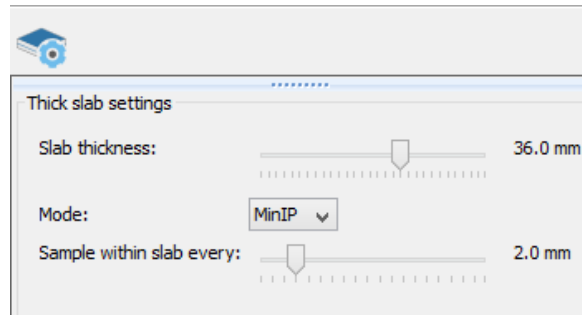 Thick slab settings
Slab thickness: 36.0 mm
Mode: MinIP
Sample within slab every: 2.0 mm